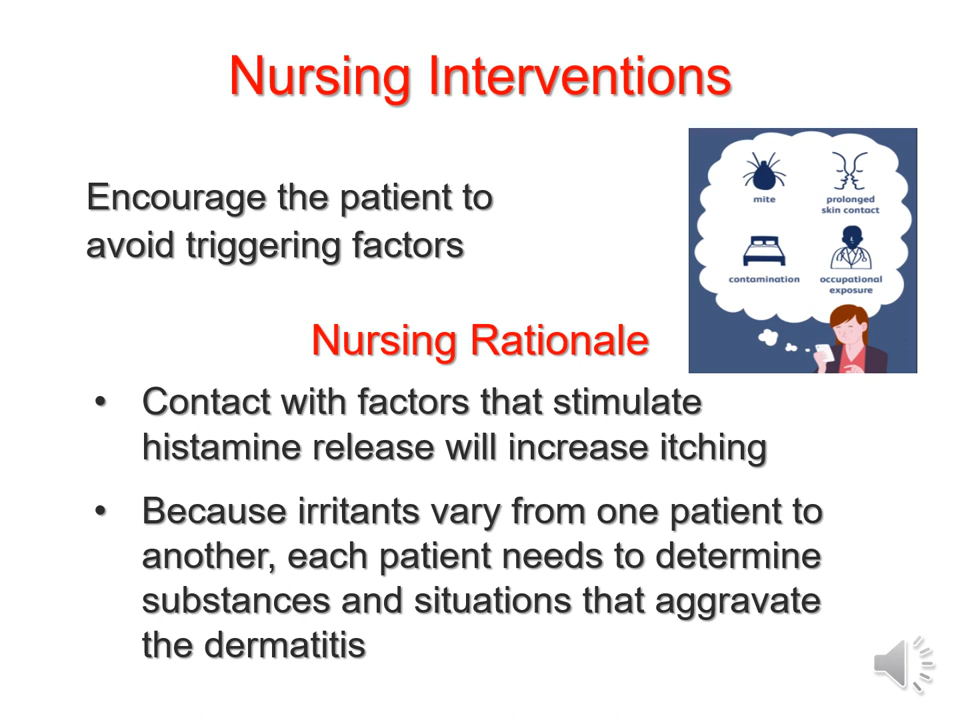 Nursing Interventions
Encourage the patient to
avoid triggering factors
mite
prolonged
skin contact
contamination
occupational
exposure
Nursing Rationale
• Contact with factors that stimulate
histamine release will increase itching
• Because irritants vary from one patient to
another, each patient needs to determine
substances and situations that aggravate
the dermatitis